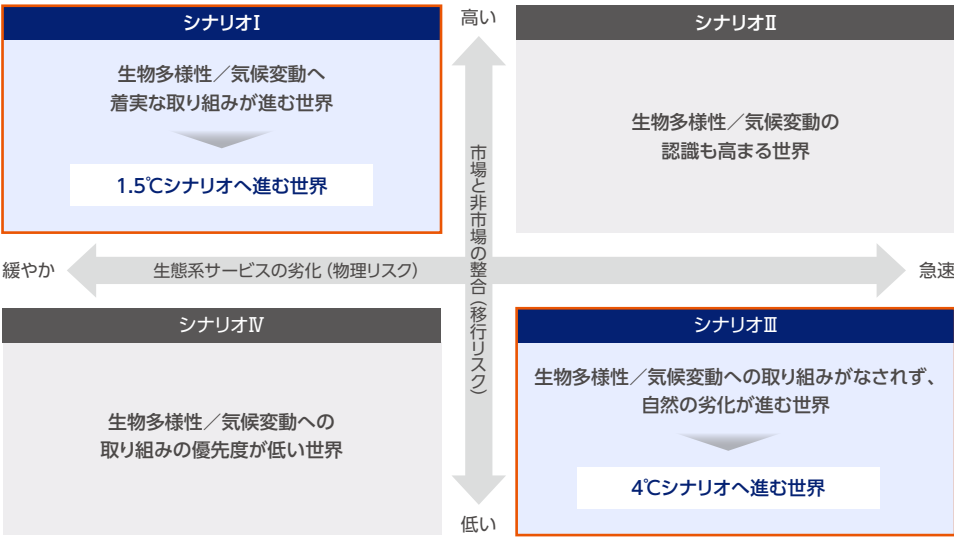 シナリオⅠ
生物多様性／気候変動へ
着実な取り組みが進む世界
1.5℃シナリオへ進む世界
高い
シナリオⅡ
生物多様性／気候変動の
認識も高まる世界
市場と非市場の整合（移行リスク）
緩やか
生態系サービスの劣化（物理リスク）
急速
シナリオⅣ
生物多様性／気候変動への
取り組みの優先度が低い世界
シナリオⅢ
生物多様性／気候変動への取り組みがなされず、
自然の劣化が進む世界
4℃シナリオへ進む世界
低い